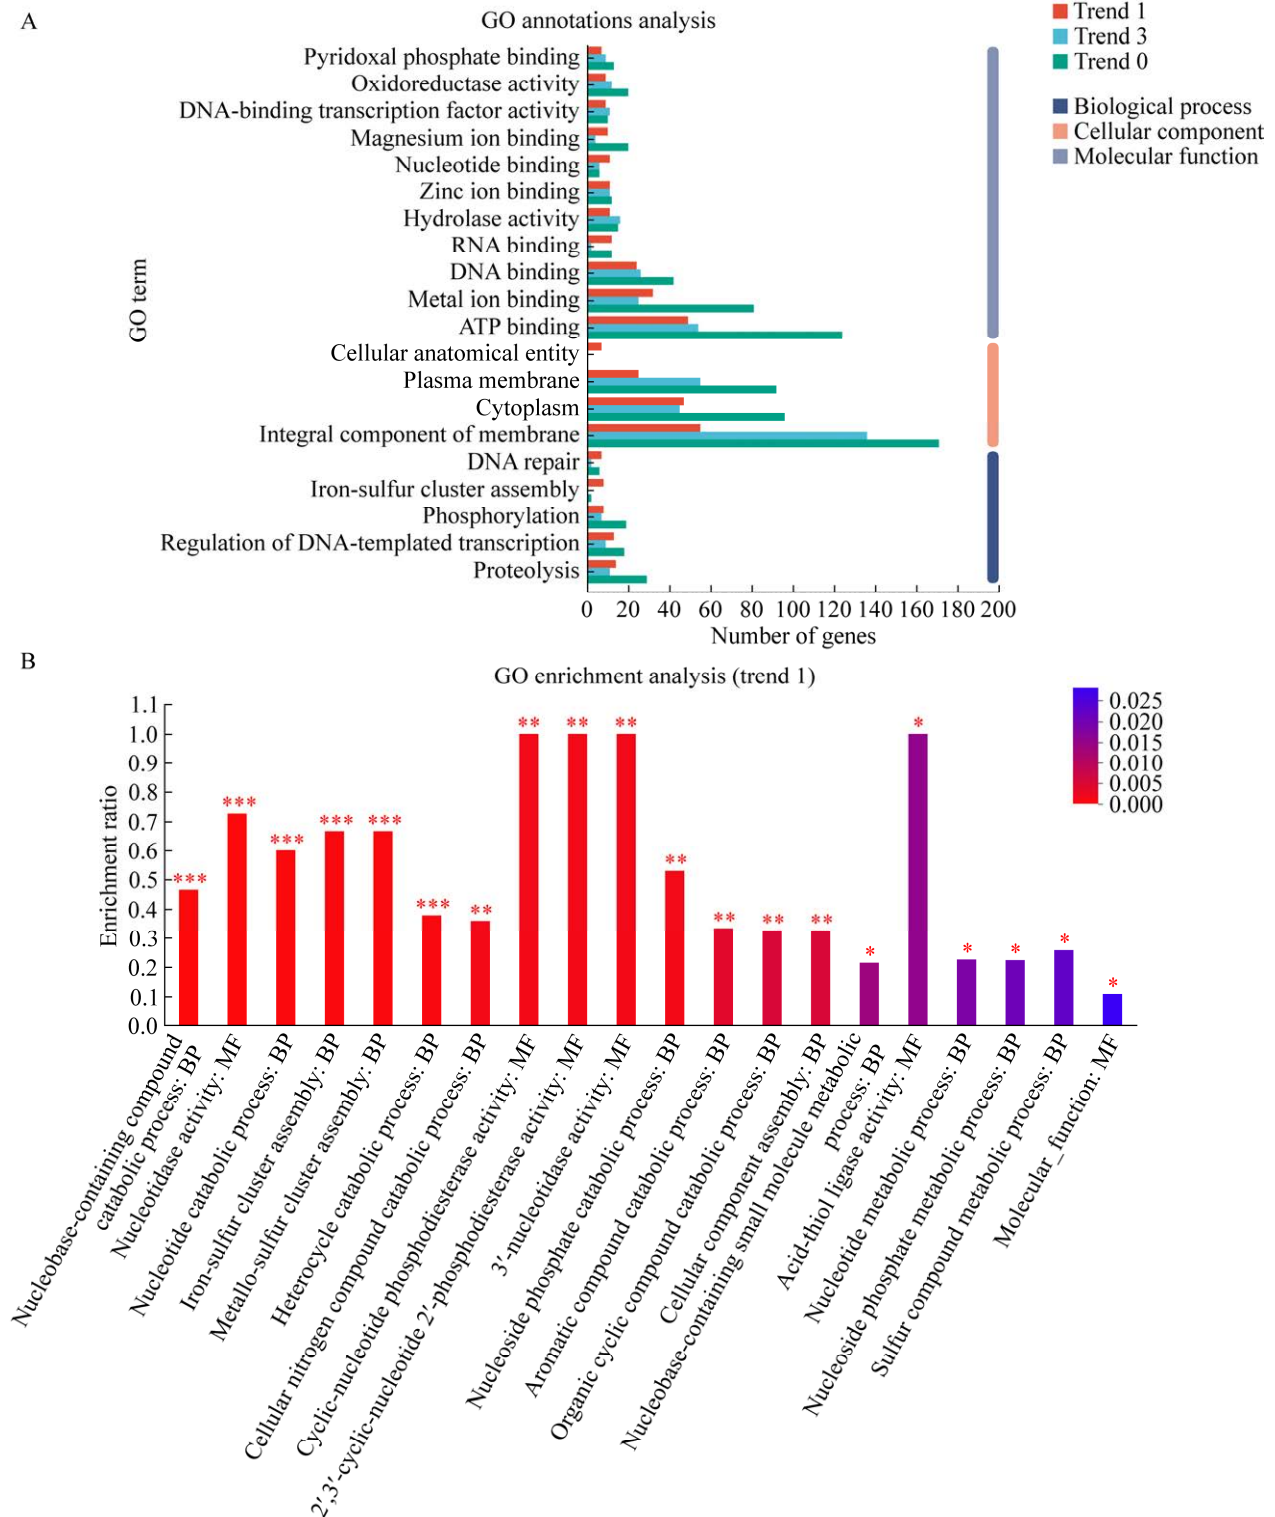 A
GO annotations analysis
Trend 1
Trend 3
Trend 0
Biological process
Cellular component
Molecular function
GO term
Pyridoxal phosphate binding
Oxidoreductase activity
DNA-binding transcription factor activity
Magnesium ion binding
Nucleotide binding
Zinc ion binding
Hydrolase activity
RNA binding
DNA binding
Metal ion binding
ATP binding
Cellular anatomical entity
Plasma membrane
Cytoplasm
Integral component of membrane
DNA repair
Iron-sulfur cluster assembly
Phosphorylation
Regulation of DNA-templated transcription
Proteolysis
0 20 40 60 80 100 120 140 160 180 200
Number of genes
B
GO enrichment analysis (trend 1)
Enrichment ratio
1.1
1.0
0.9
0.8
0.7
0.6
0.5
0.4
0.3
0.2
0.1
0.0
*** *** *** *** *** *** ** ** ** ** ** ** ** ** * * * * * *
0.025
0.020
0.015
0.010
0.005
0.000
Nucleobase-containing compound
catabolic process: BP
Nucleotidase activity: MF
Nucleotide catabolic process: BP
Iron-sulfur cluster assembly: BP
Metallo-sulfur cluster assembly: BP
Heterocycle catabolic process: BP
Cellular nitrogen compound catabolic process: BP
Cyclic-nucleotide phosphodiesterase activity: MF
2′,3′-cyclic-nucleotide 2′-phosphodiesterase activity: MF
3′-nucleotidase activity: MF
Nucleoside phosphate catabolic process: BP
Aromatic compound catabolic process: BP
Organic cyclic compound catabolic process: BP
Cellular component assembly: BP
Nucleobase-containing small molecule metabolic
process: BP
Acid-thiol ligase activity: MF
Nucleotide metabolic process: BP
Nucleoside phosphate metabolic process: BP
Sulfur compound metabolic process: BP
Molecular_function: MF